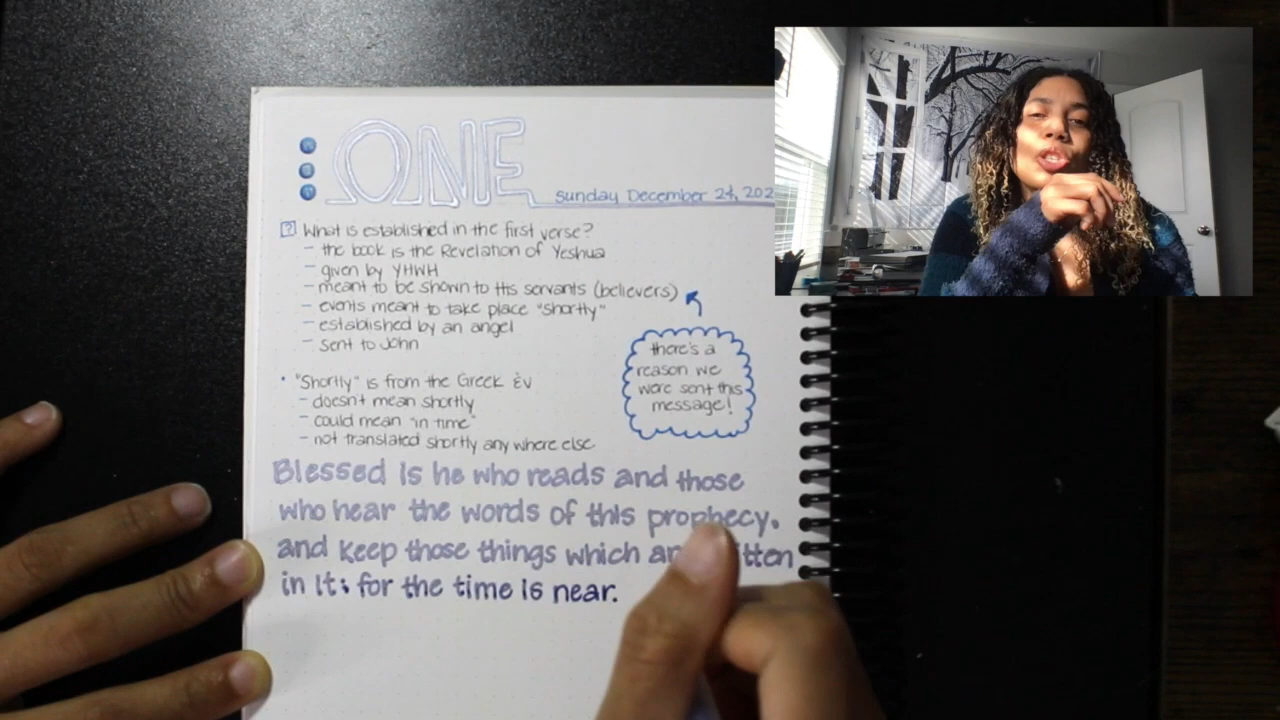 ONE
sunday December 24, 202
? What is established in the first verse?
- the book is the Revelation of Yeshua
- given by YHWH
- meant to be shown to His servants (believers)
- events meant to take place "shortly"
- established by an angel
- sent to John
there's a
reason we
were sent this
message!
• "Shortly" is from the Greek ἐν
- doesn't mean shortly
- could mean "in time"
- not translated shortly any where else
Blessed is he who reads and those
who hear the words of this prophecy.
and keep those things which
in it; for the time is near.